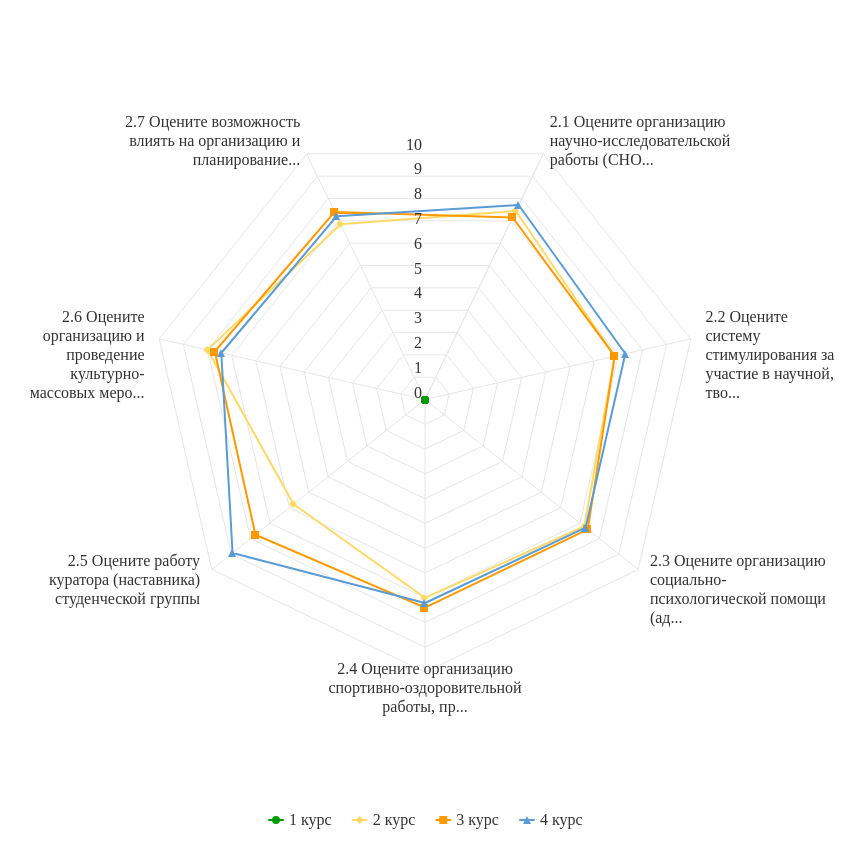 2.7 Оцените возможность
влиять на организацию и
планирование...
2.1 Оцените организацию
научно-исследовательской
работы (СНО...
10
9
8
7
6
5
4
3
2
1
0
2.6 Оцените
организацию и
проведение
культурно-
массовых меро...
2.2 Оцените
систему
стимулирования за
участие в научной,
тво...
2.5 Оцените работу
куратора (наставника)
студенческой группы
2.3 Оцените организацию
социально-
психологической помощи
(ад...
2.4 Оцените организацию
спортивно-оздоровительной
работы, пр...
1 курс 2 курс 3 курс 4 курс